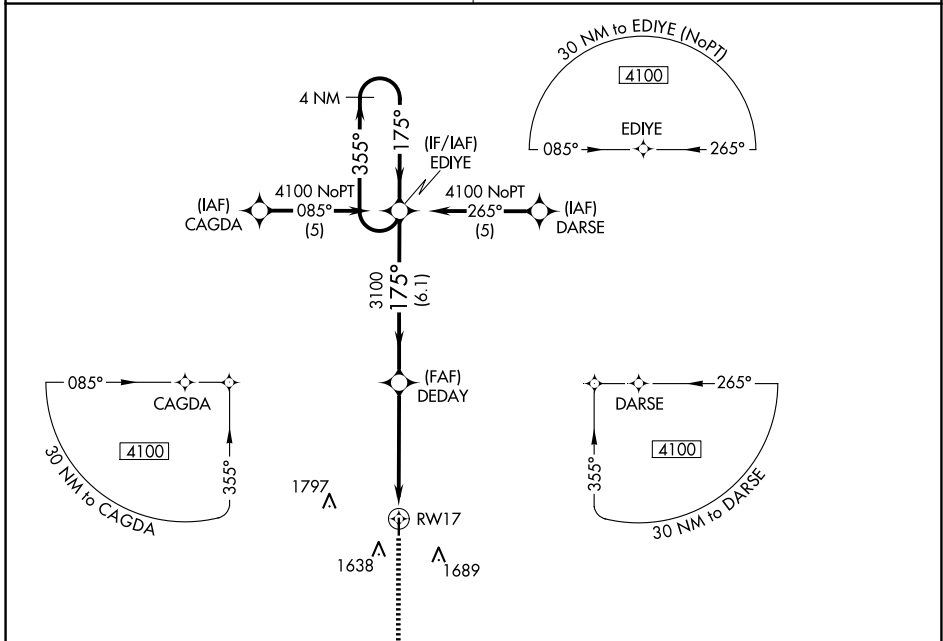 30 NM to EDIYE (NoPT)
4100
EDIYE
085°
265°
4 NM
355°
175°
(IF/IAF)
EDIYE
(IAF)
CAGDA
4100 NoPT
085°
(5)
4100 NoPT
265°
(5)
(IAF)
DARSE
3100
175°
(6.1)
(FAF)
DEDAY
085°
CAGDA
4100
355°
30 NM to CAGDA
265°
DARSE
4100
355°
30 NM to DARSE
1797
RW17
1638
1689